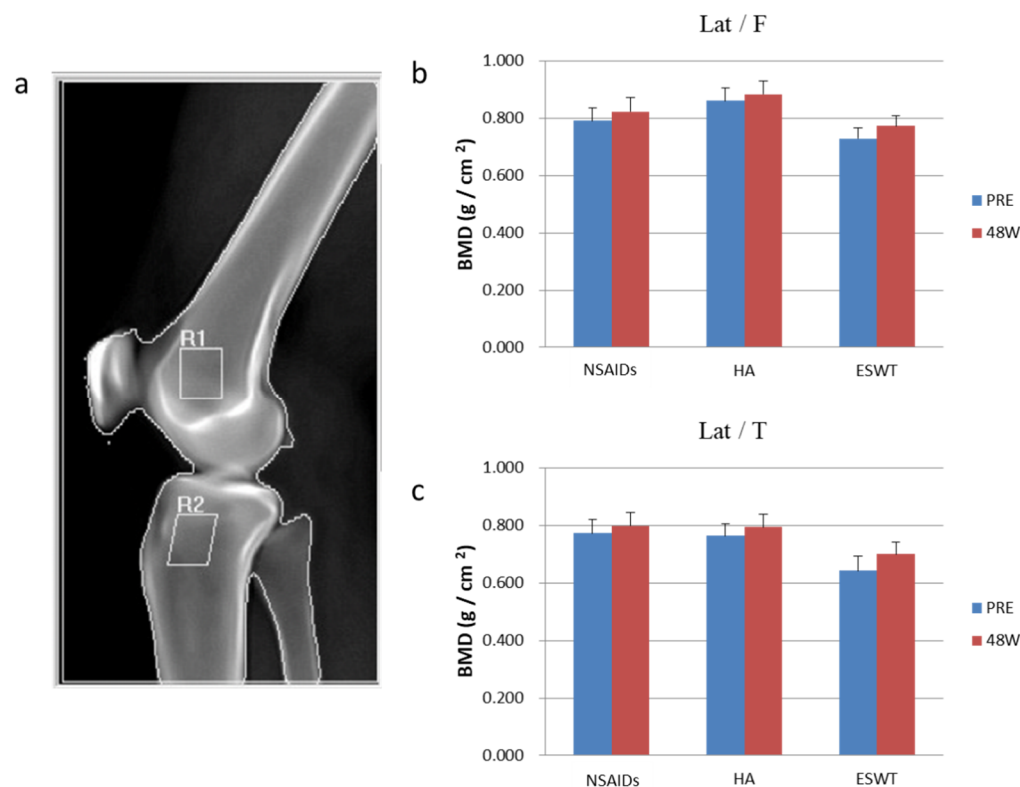 a
R1
R2
b
Lat / F
BMD (g / cm 2)
1.000
0.800
0.600
0.400
0.200
0.000
NSAIDs
HA
ESWT
PRE
48W
c
Lat / T
BMD (g / cm 2)
1.000
0.800
0.600
0.400
0.200
0.000
NSAIDs
HA
ESWT
PRE
48W